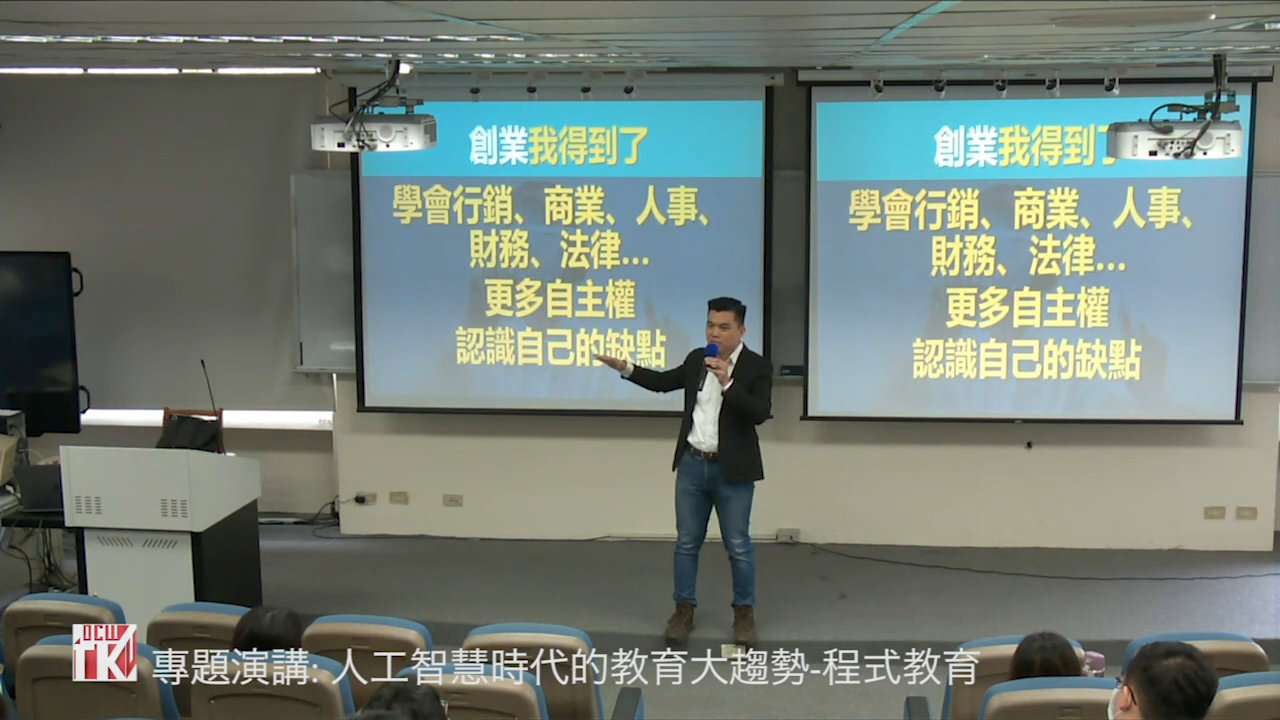 創業我得到了
學會行銷、商業、人事、
財務、法律...
更多自主權
認識自己的缺點
創業我得到了
學會行銷、商業、人事、
財務、法律...
更多自主權
認識自己的缺點
OCW
TKU
專題演講: 人工智慧時代的教育大趨勢-程式教育